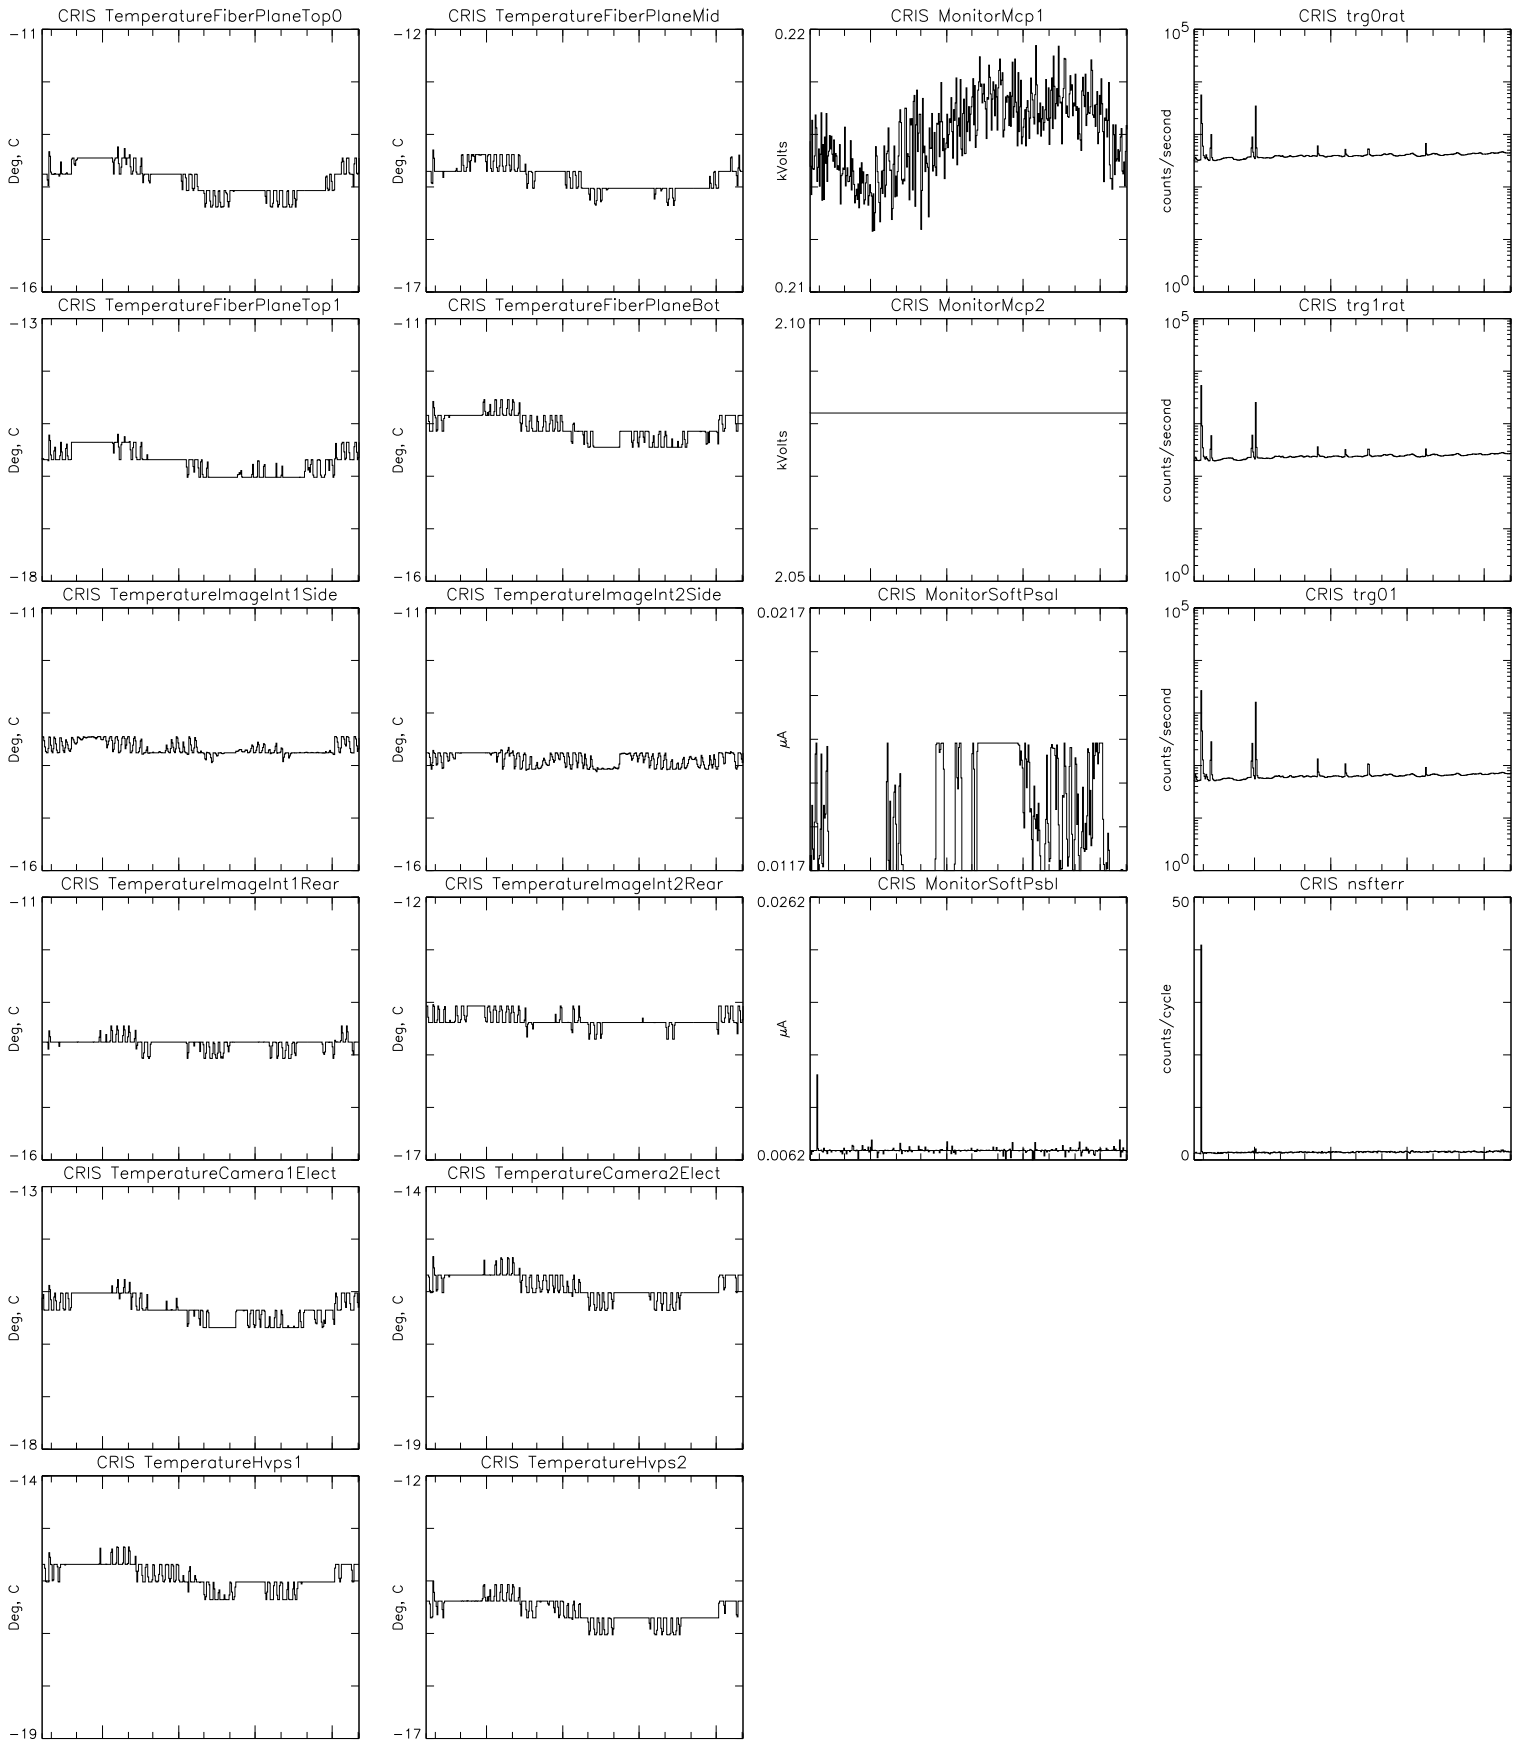 CRIS TemperatureFiberPlaneTop0
-11
Deg, C
-16
CRIS TemperatureFiberPlaneMid
-12
Deg, C
-17
CRIS MonitorMcp1
0.22
kVolts
0.21
CRIS trg0rat
10^5
counts/second
10^0
CRIS TemperatureFiberPlaneTop1
-13
Deg, C
-18
CRIS TemperatureFiberPlaneBot
-11
Deg, C
-16
CRIS MonitorMcp2
2.10
kVolts
2.05
CRIS trg1rat
10^5
counts/second
10^0
CRIS TemperatureImageInt1Side
-11
Deg, C
-16
CRIS TemperatureImageInt2Side
-11
Deg, C
-16
CRIS MonitorSoftPsaI
0.0217
μA
0.0117
CRIS trg01
10^5
counts/second
10^0
CRIS TemperatureImageInt1Rear
-11
Deg, C
-16
CRIS TemperatureImageInt2Rear
-12
Deg, C
-17
CRIS MonitorSoftPsbI
0.0262
μA
0.0062
CRIS nsfterr
50
counts/cycle
0
CRIS TemperatureCamera1Elect
-13
Deg, C
-18
CRIS TemperatureCamera2Elect
-14
Deg, C
-19
CRIS TemperatureHvps1
-14
Deg, C
-19
CRIS TemperatureHvps2
-12
Deg, C
-17